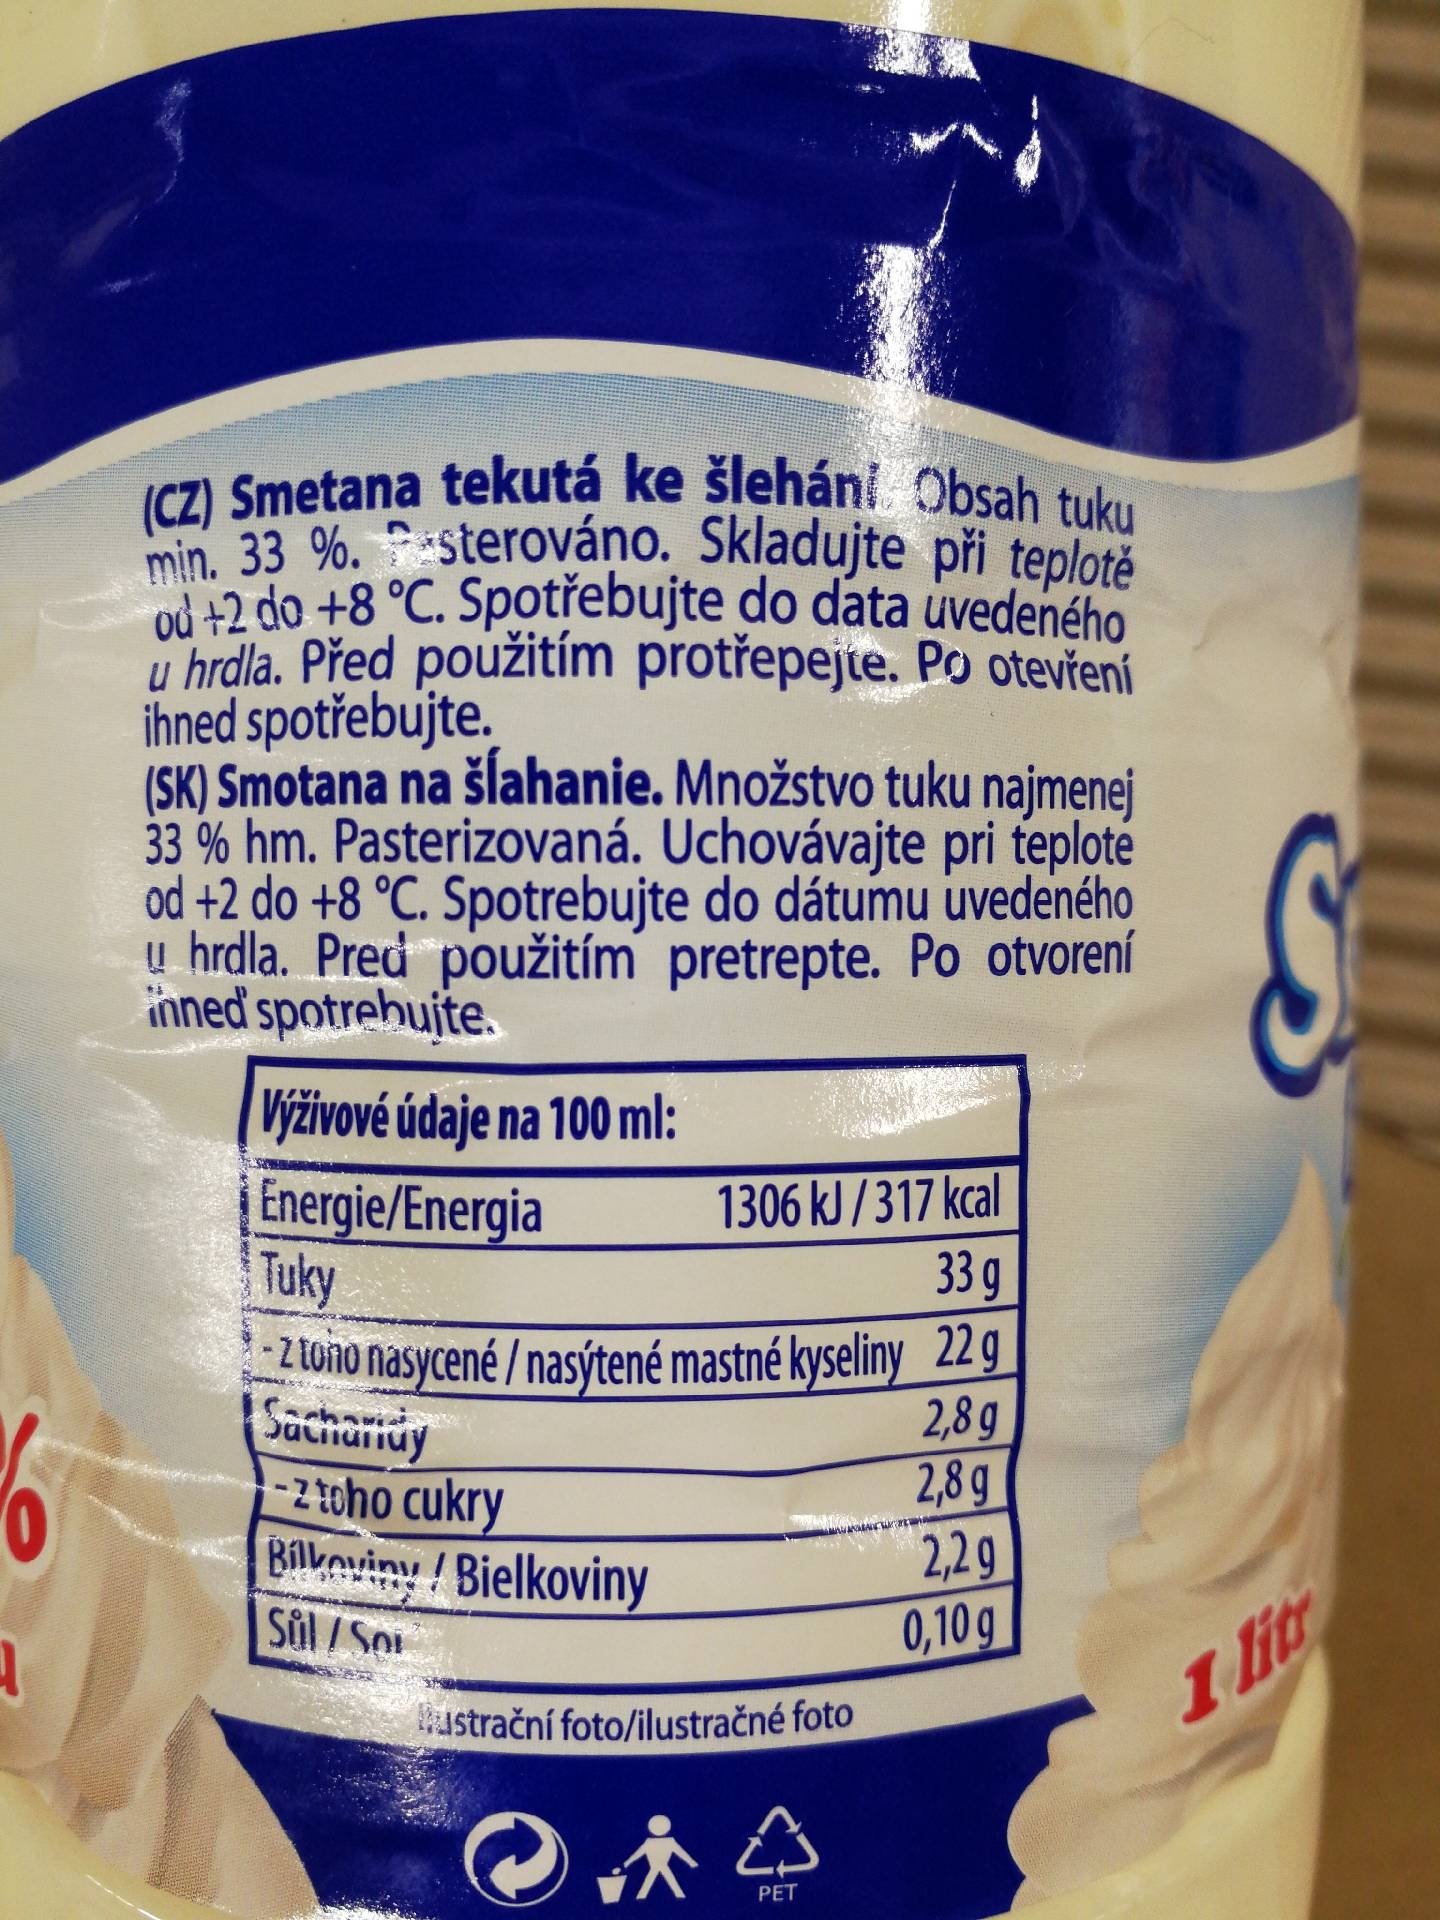 (CZ) Smetana tekutá ke šlehání. Obsah tuku
min. 33 %. Pasterováno. Skladujte při teplotě
od +2 do +8 °C. Spotřebujte do data uvedeného
u hrdla. Před použitím protřepejte. Po otevření
ihned spotřebujte.
(SK) Smotana na šľahanie. Množstvo tuku najmenej
33 % hm. Pasterizovaná. Uchovávajte pri teplote
od +2 do +8 °C. Spotrebujte do dátumu uvedeného
u hrdla. Pred použitím pretrepte. Po otvorení
ihneď spotrebujte.
Výživové údaje na 100 ml:
Energie/Energia 1306 kJ / 317 kcal
Tuky 33 g
- z toho nasycené / nasýtené mastné kyseliny 22 g
Sacharidy 2,8 g
- z toho cukry 2,8 g
Bílkoviny / Bielkoviny 2,2 g
Sůl / Soľ 0,10 g
Ilustrační foto/ilustračné foto
PET
%
1 litr